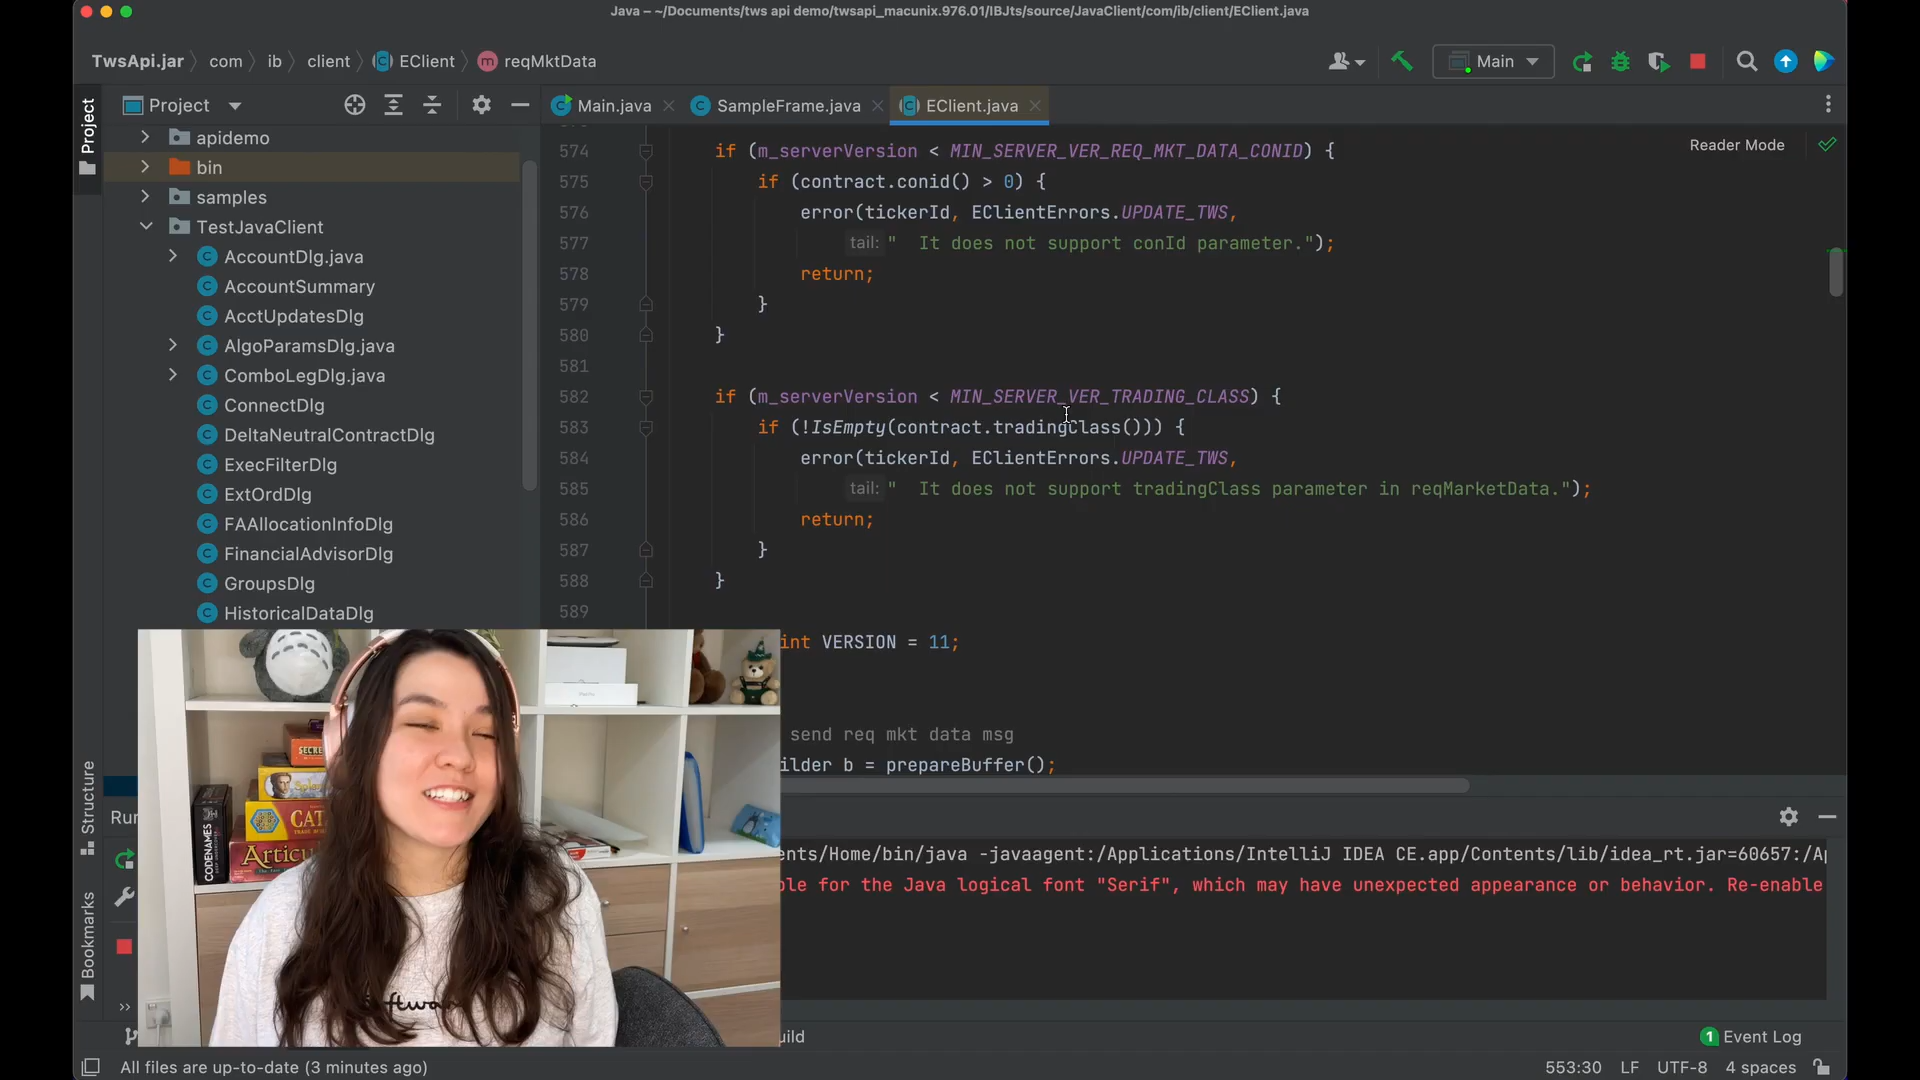 Java – ~/Documents/tws api demo/twsapi_macunix.976.01/IBJts/source/JavaClient/com/ib/client/EClient.java
TwsApi.jar com ib client EClient reqMktData
Main
Project
Project
Main.java SampleFrame.java EClient.java
Reader Mode
apidemo
bin
samples
TestJavaClient
AccountDlg.java
AccountSummary
AcctUpdatesDlg
AlgoParamsDlg.java
ComboLegDlg.java
ConnectDlg
DeltaNeutralContractDlg
ExecFilterDlg
ExtOrdDlg
FAAllocationInfoDlg
FinancialAdvisorDlg
GroupsDlg
HistoricalDataDlg
574 if (m_serverVersion < MIN_SERVER_VER_REQ_MKT_DATA_CONID) {
575 if (contract.conid() > 0) {
576 error(tickerId, EClientErrors.UPDATE_TWS,
577 tail: "  It does not support conId parameter.");
578 return;
579 }
580 }
581
582 if (m_serverVersion < MIN_SERVER_VER_TRADING_CLASS) {
583 if (!IsEmpty(contract.tradingClass())) {
584 error(tickerId, EClientErrors.UPDATE_TWS,
585 tail: "  It does not support tradingClass parameter in reqMarketData.");
586 return;
587 }
588 }
589
int VERSION = 11;
send req mkt data msg
ilder b = prepareBuffer();
Structure
Bookmarks
Run
ents/Home/bin/java -javaagent:/Applications/IntelliJ IDEA CE.app/Contents/lib/idea_rt.jar=60657:/Ap
ble for the Java logical font "Serif", which may have unexpected appearance or behavior. Re-enable
CODENAMES
SECRE
Sple
CATA
Articu
uild
1 Event Log
All files are up-to-date (3 minutes ago)
553:30 LF UTF-8 4 spaces